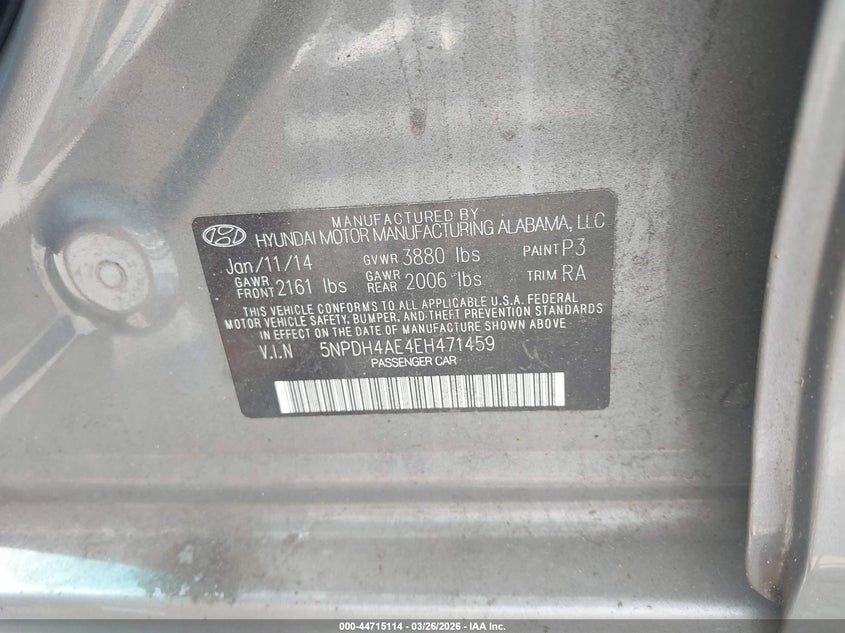 MANUFACTURED BY
HYUNDAI MOTOR MANUFACTURING ALABAMA, LLC
Jan/11/14 GVWR 3880 lbs PAINT P3
GAWR FRONT 2161 lbs GAWR REAR 2006 lbs TRIM RA
THIS VEHICLE CONFORMS TO ALL APPLICABLE U.S.A. FEDERAL
MOTOR VEHICLE SAFETY, BUMPER, AND THEFT PREVENTION STANDARDS
IN EFFECT ON THE DATE OF MANUFACTURE SHOWN ABOVE
V.I.N 5NPDH4AE4EH471459
PASSENGER CAR
000-44715114 - 03/26/2026 - IAA Inc.